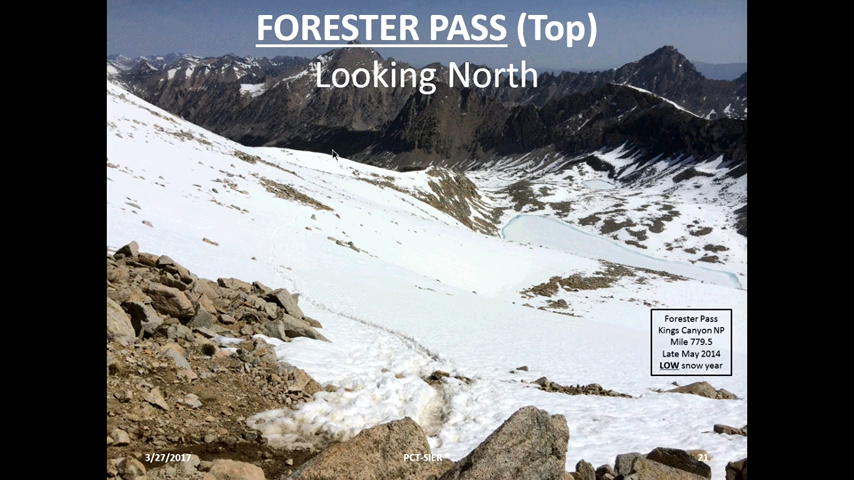 FORESTER PASS (Top)
Looking North
Forester Pass
Kings Canyon NP
Mile 779.5
Late May 2014
LOW snow year
3/27/2017
PCT-SIER
21